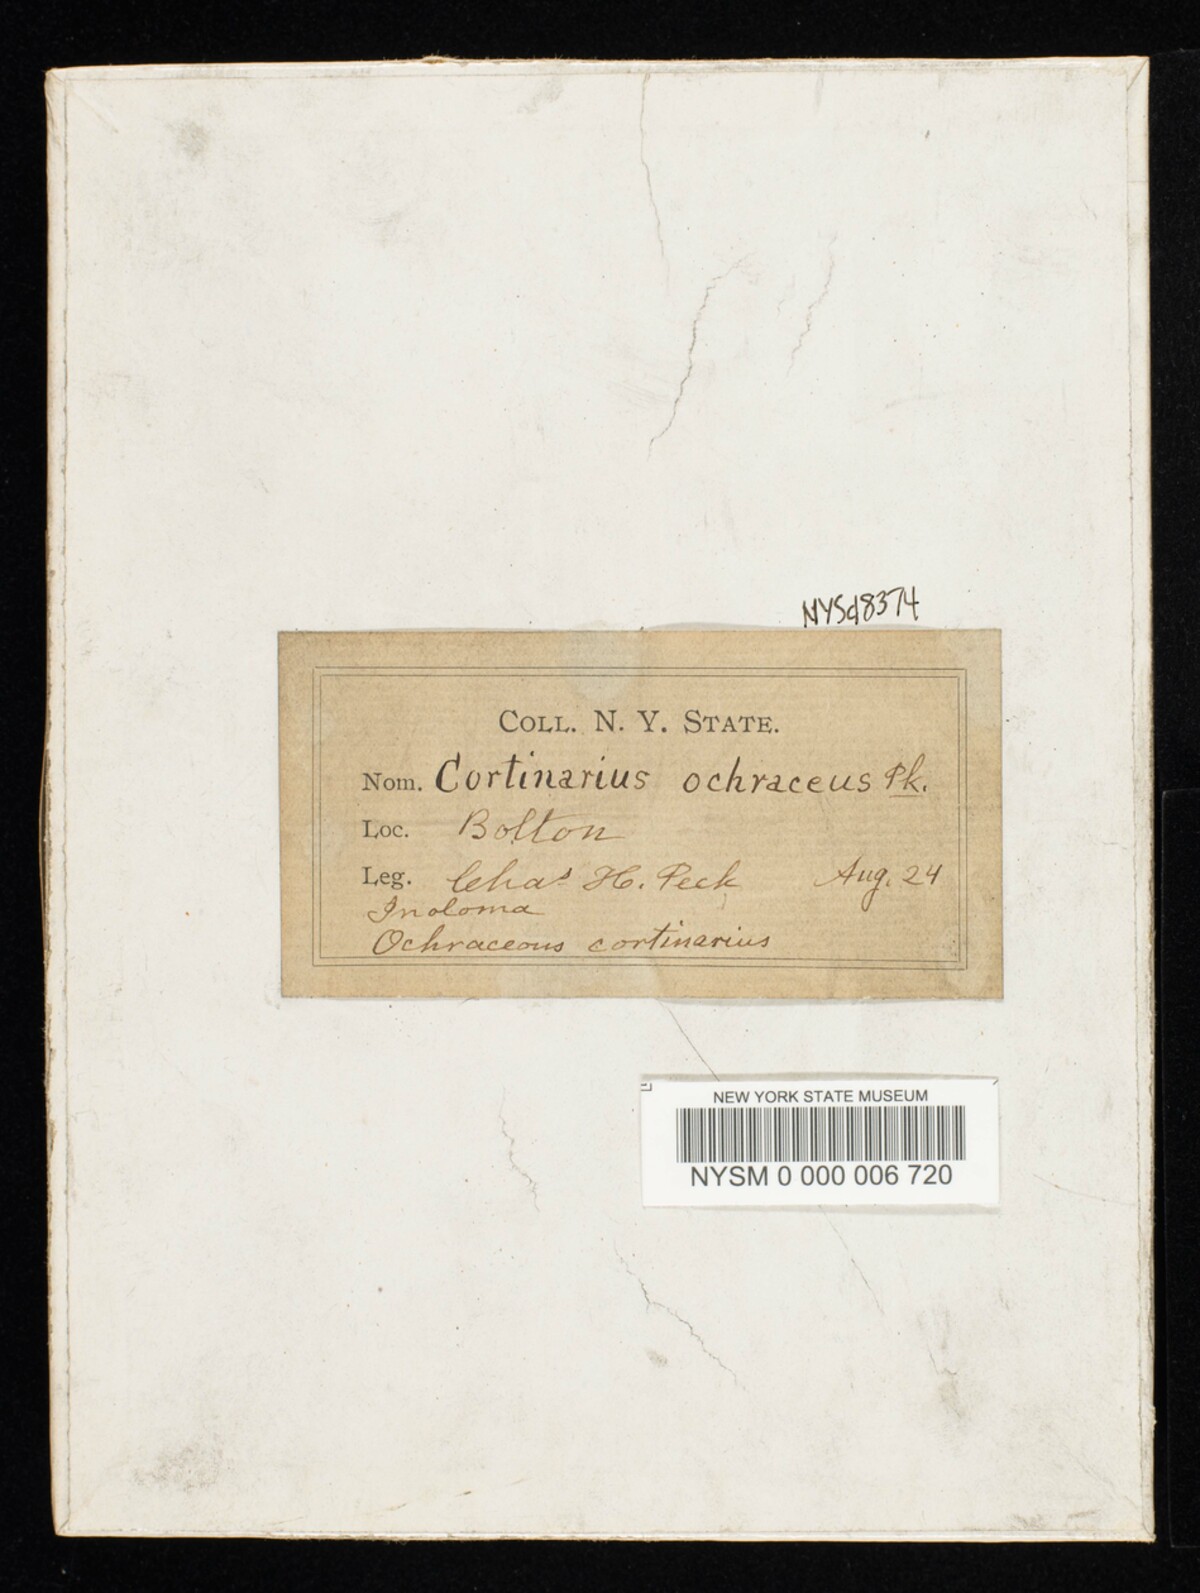 NYSd8374
COLL. N. Y. STATE.
Nom. Cortinarius ochraceus Pk.
Loc. Bolton
Leg. Chas H. Peck Aug. 24
Inoloma
Ochraceous cortinarius
NEW YORK STATE MUSEUM
NYSM 0 000 006 720